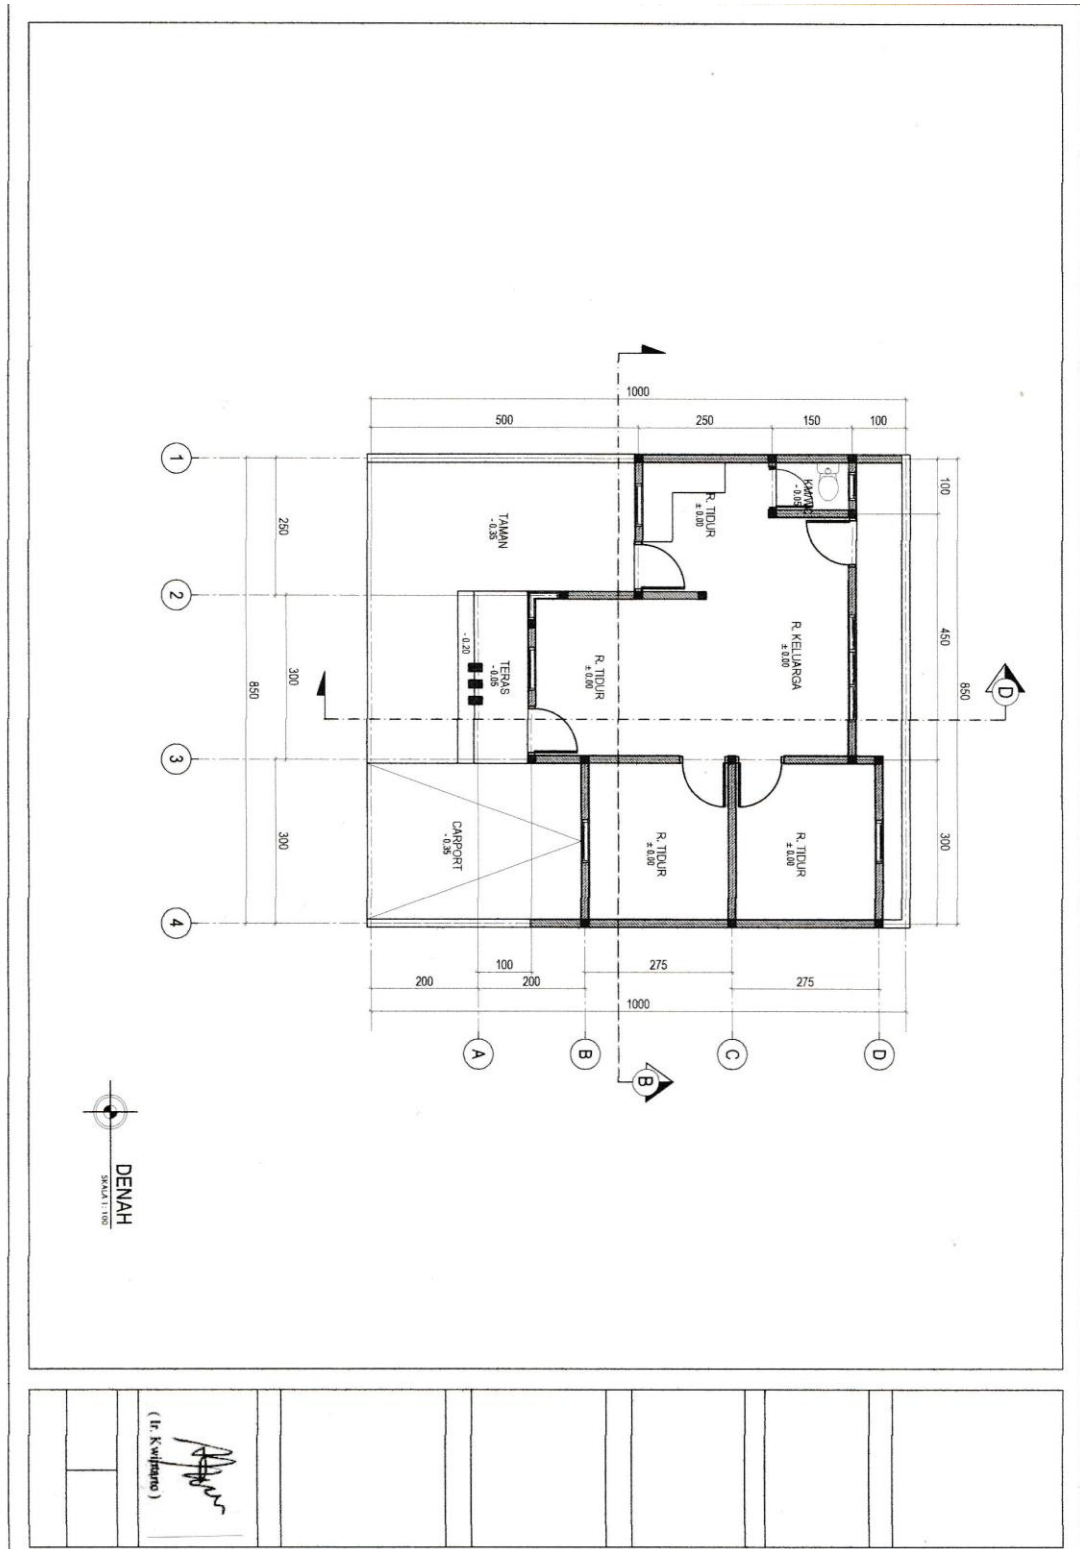 1000
500
250
150
100
1
2
3
4
250
300
300
850
100
450
300
850
TAMAN
- 0.35
R. TIDUR
± 0.00
KM/WC
- 0.05
R. KELUARGA
± 0.00
R. TIDUR
± 0.00
TERAS
- 0.05
- 0.20
CARPORT
- 0.35
R. TIDUR
± 0.00
R. TIDUR
± 0.00
D
200
100
200
275
275
1000
A
B
C
D
B
DENAH
SKALA 1 : 100